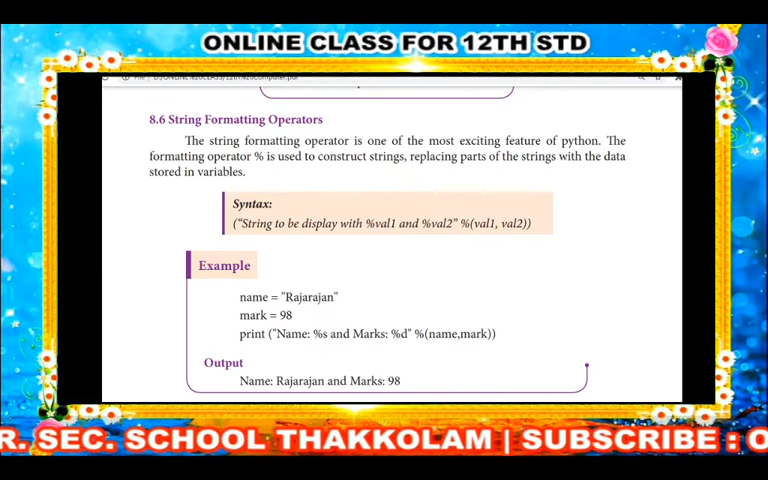 ONLINE CLASS FOR 12TH STD
8.6 String Formatting Operators
The string formatting operator is one of the most exciting feature of python. The
formatting operator % is used to construct strings, replacing parts of the strings with the data
stored in variables.
Syntax:
(“String to be display with %val1 and %val2” %(val1, val2))
Example
name = "Rajarajan"
mark = 98
print ("Name: %s and Marks: %d" %(name,mark))
Output
Name: Rajarajan and Marks: 98
R. SEC. SCHOOL THAKKOLAM | SUBSCRIBE : O